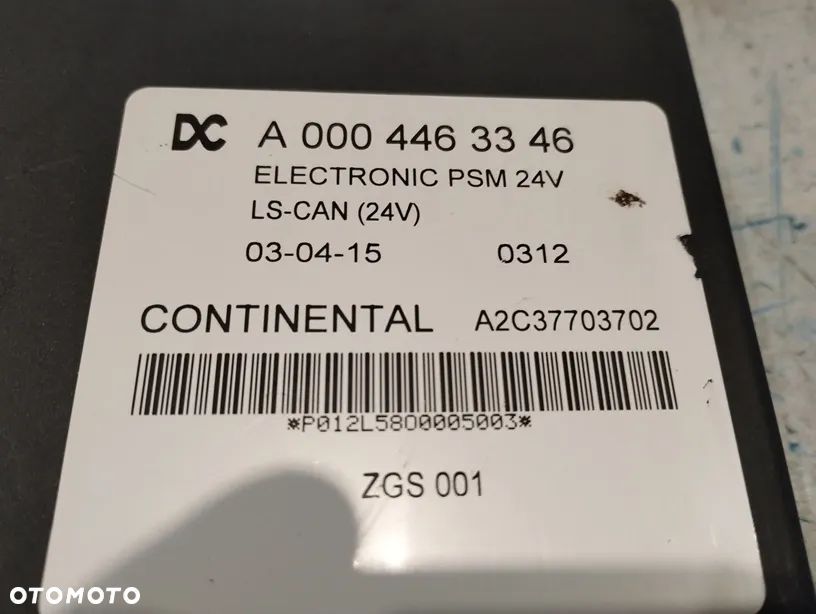 DC A 000 446 33 46
ELECTRONIC PSM 24V
LS-CAN (24V)
03-04-15 0312
CONTINENTAL A2C37703702
*P012L5800005003*
ZGS 001
OTOMOTO